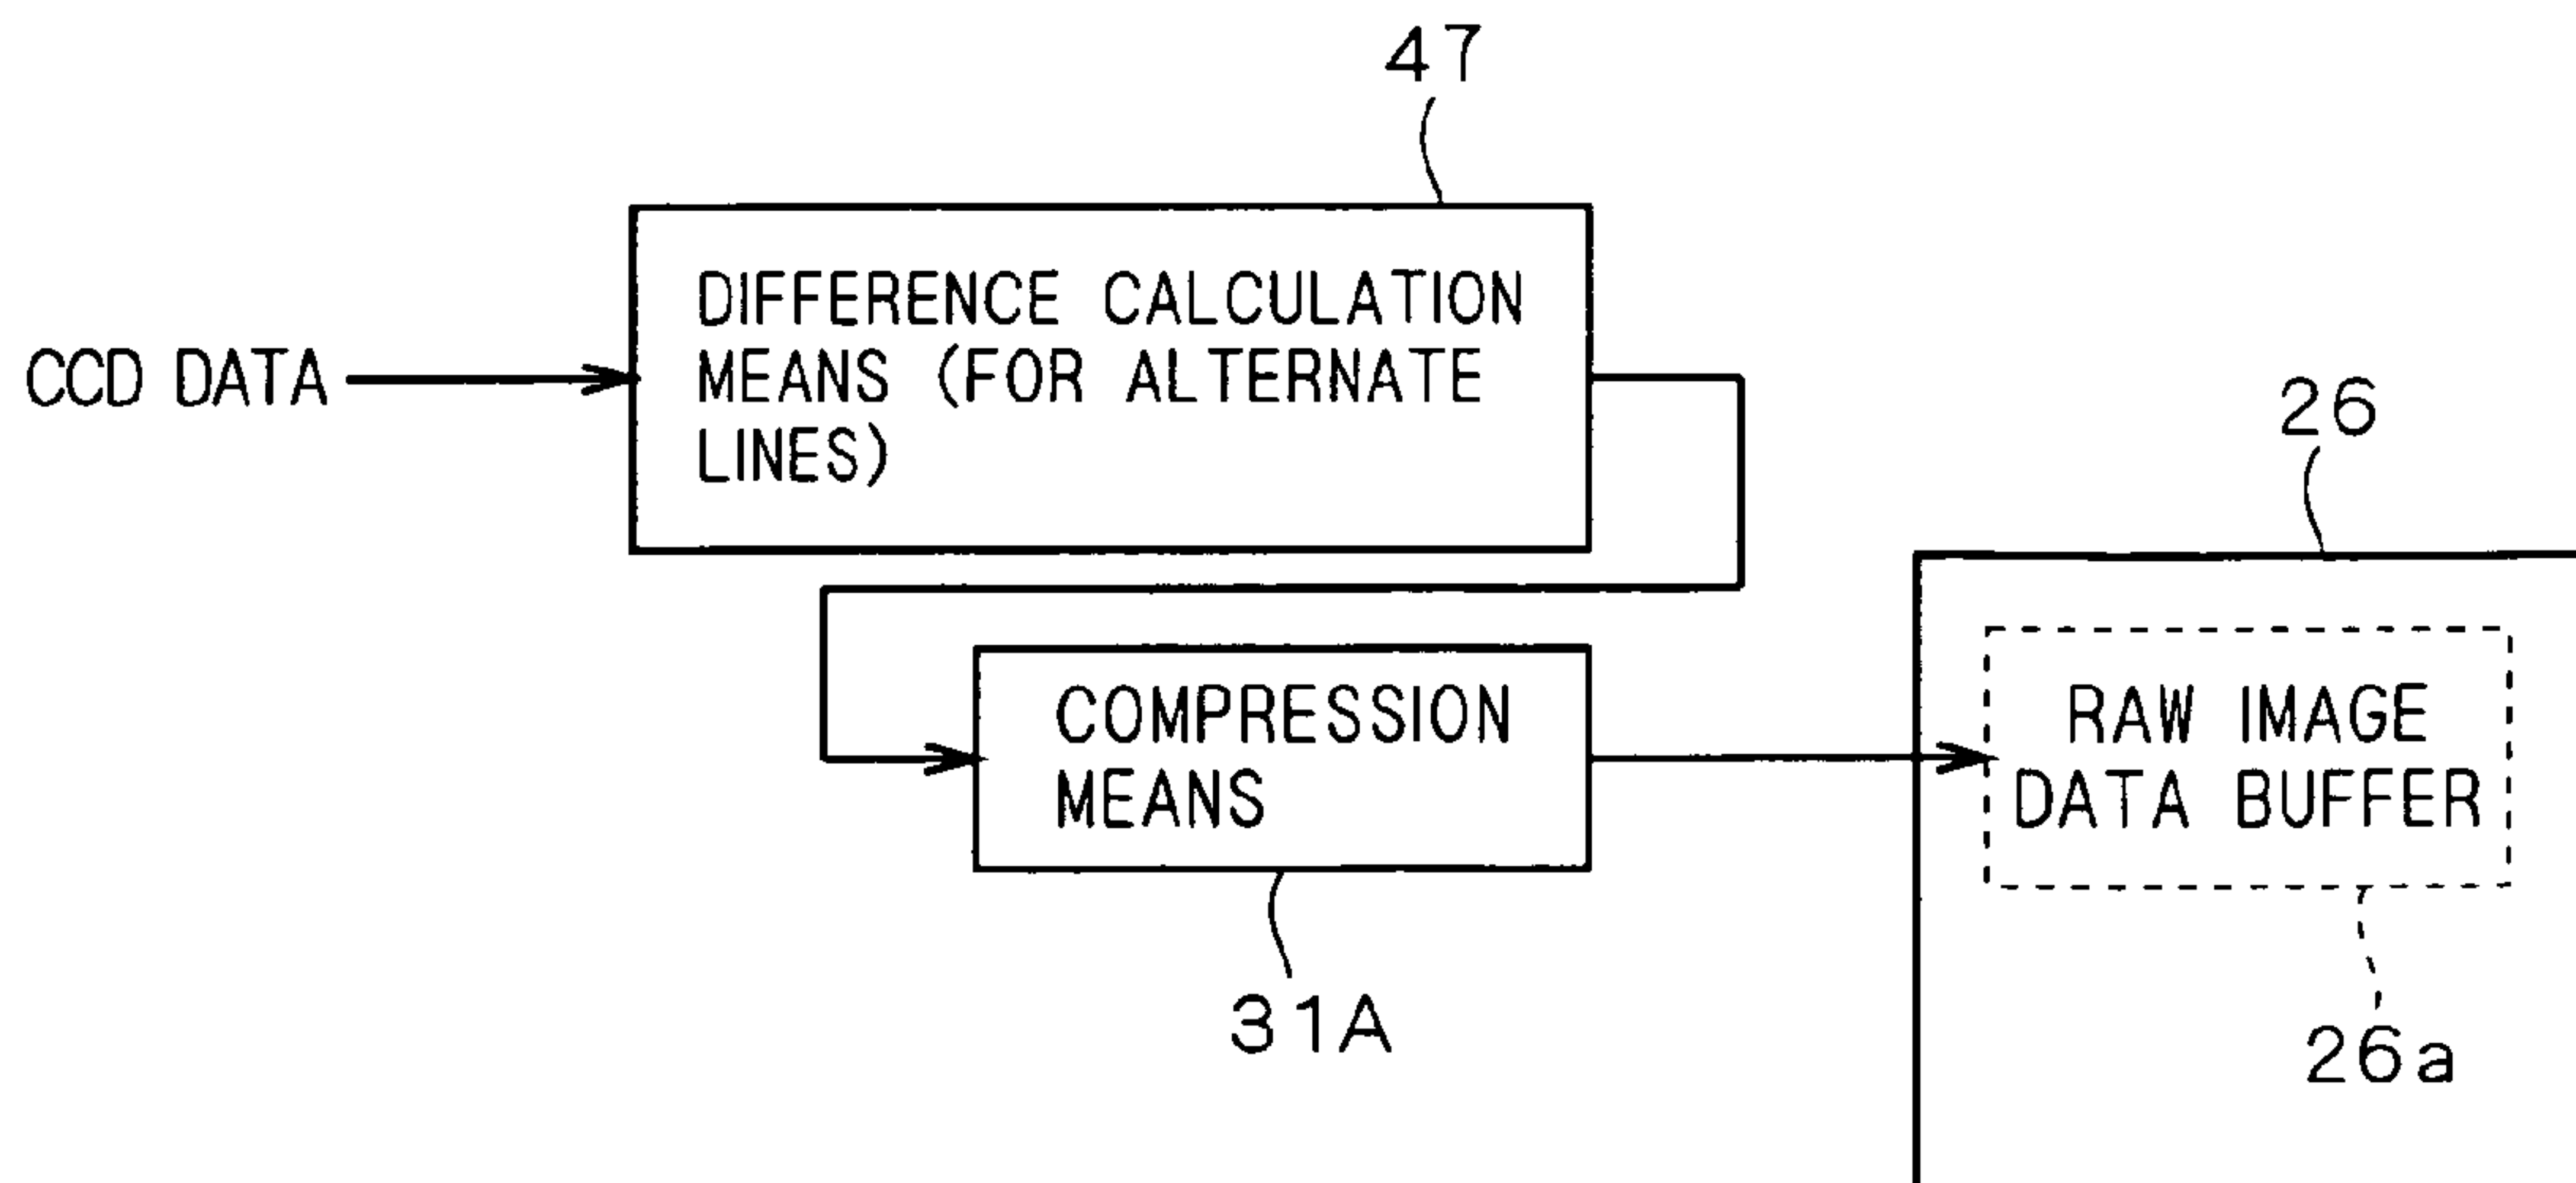 47
DIFFERENCE CALCULATION
MEANS (FOR ALTERNATE
LINES)
CCD DATA
26
COMPRESSION
MEANS
RAW IMAGE
DATA BUFFER
31A
26a